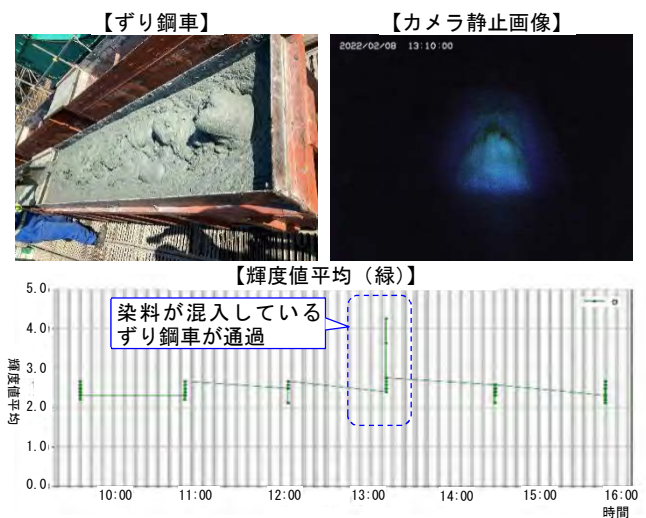 【ずり鋼車】
【カメラ静止画像】
2022/02/08 13:10:00
【輝度値平均（緑）】
染料が混入している
ずり鋼車が通過
輝度値平均
5.0
4.0
3.0
2.0
1.0
0.0
10:00 11:00 12:00 13:00 14:00 15:00 16:00
時間